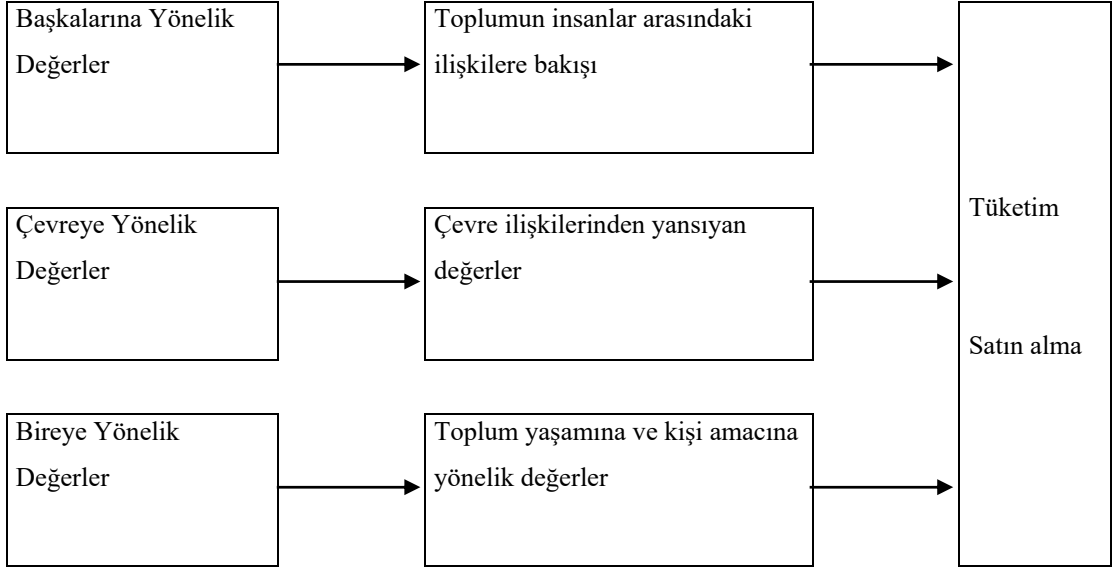 Başkalarına Yönelik
Değerler
Toplumun insanlar arasındaki
ilişkilere bakışı
Çevreye Yönelik
Değerler
Çevre ilişkilerinden yansıyan
değerler
Bireye Yönelik
Değerler
Toplum yaşamına ve kişi amacına
yönelik değerler
Tüketim
Satın alma